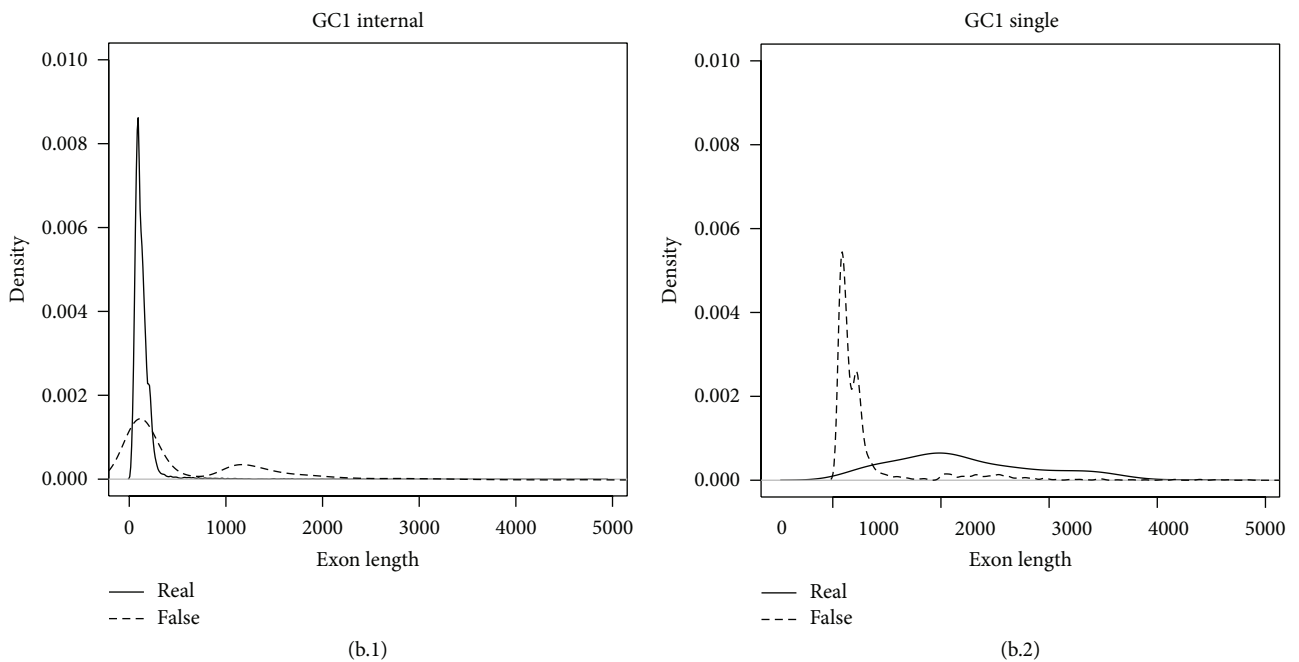 GC1 internal
0.010
0.008
0.006
0.004
0.002
0.000
Density
0 1000 2000 3000 4000 5000
Exon length
Real
False
(b.1)
GC1 single
0.010
0.008
0.006
0.004
0.002
0.000
Density
0 1000 2000 3000 4000 5000
Exon length
Real
False
(b.2)